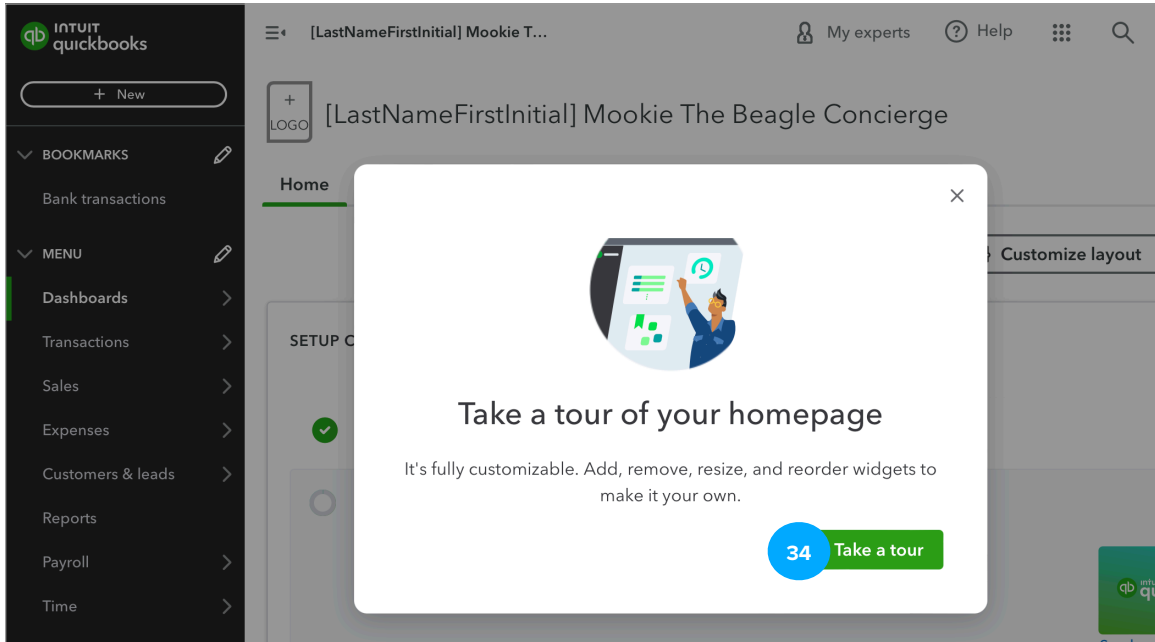 INTUIT
quickbooks
+ New
BOOKMARKS
Bank transactions
MENU
Dashboards
Transactions
Sales
Expenses
Customers & leads
Reports
Payroll
Time
[LastNameFirstInitial] Mookie T...
My experts
? Help
+
LOGO
[LastNameFirstInitial] Mookie The Beagle Concierge
Home
Customize layout
SETUP
Take a tour of your homepage
It's fully customizable. Add, remove, resize, and reorder widgets to
make it your own.
34
Take a tour
qb